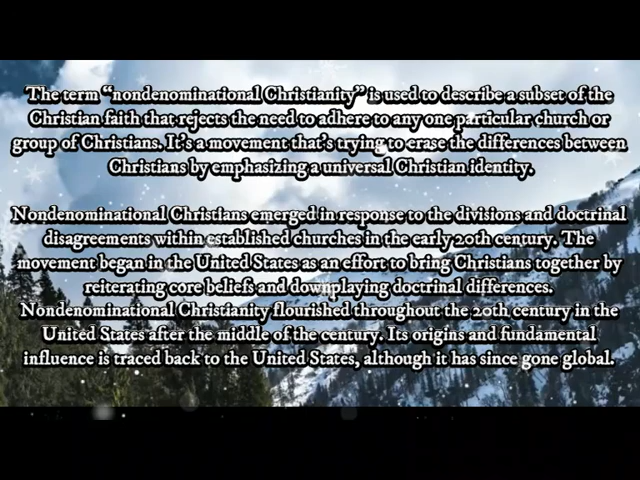 The term “nondenominational Christianity” is used to describe a subset of the
Christian faith that rejects the need to adhere to any one particular church or
group of Christians. It’s a movement that’s trying to erase the differences between
Christians by emphasizing a universal Christian identity.
Nondenominational Christians emerged in response to the divisions and doctrinal
disagreements within established churches in the early 20th century. The
movement began in the United States as an effort to bring Christians together by
reiterating core beliefs and downplaying doctrinal differences.
Nondenominational Christianity flourished throughout the 20th century in the
United States after the middle of the century. Its origins and fundamental
influence is traced back to the United States, although it has since gone global.